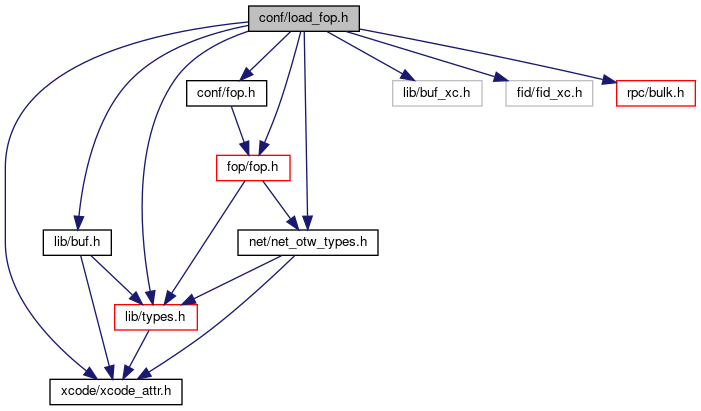 conf/load_fop.h
conf/fop.h
lib/buf_xc.h
fid/fid_xc.h
rpc/bulk.h
fop/fop.h
lib/buf.h
net/net_otw_types.h
lib/types.h
xcode/xcode_attr.h